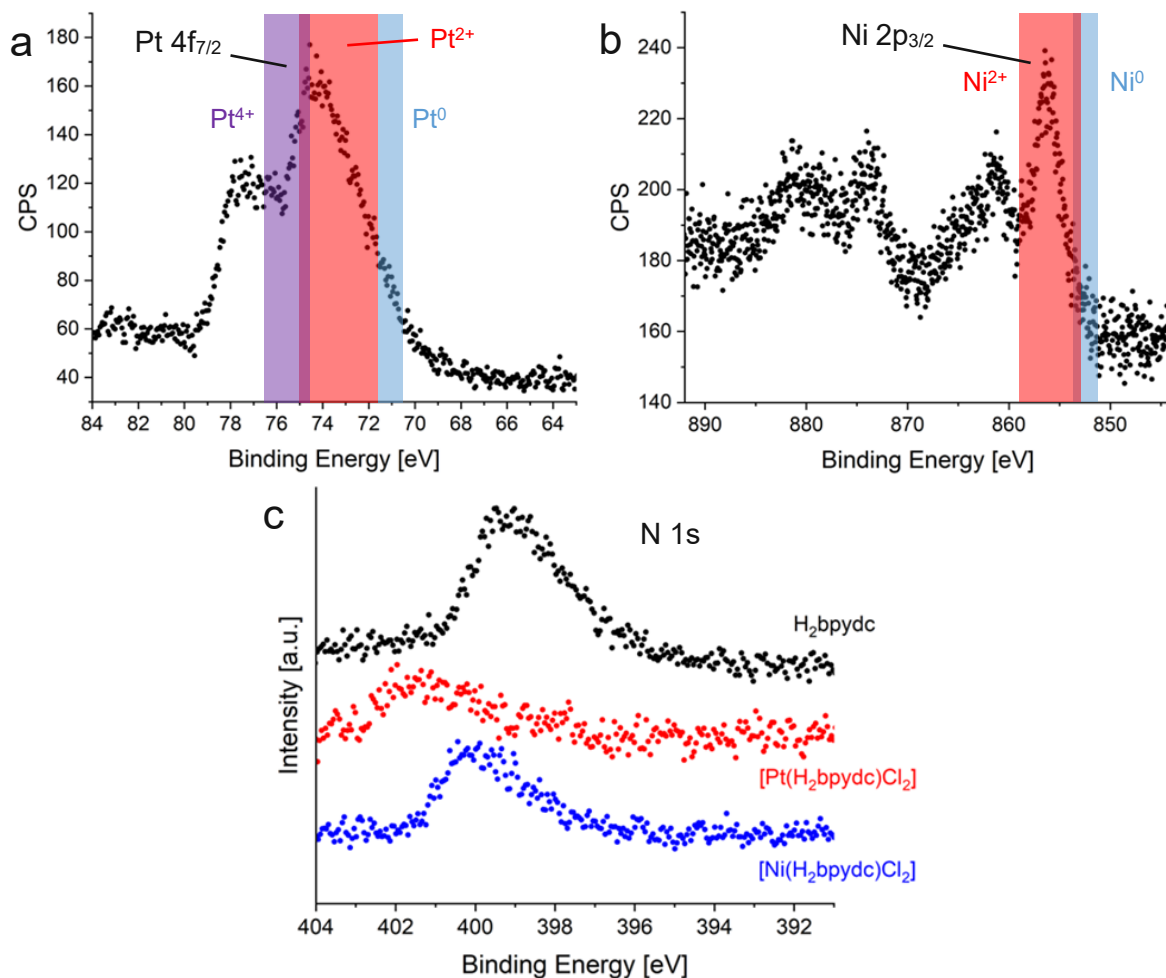 a
Pt 4f7/2
Pt2+
Pt4+
Pt0
CPS
180
160
140
120
100
80
60
40
84 82 80 78 76 74 72 70 68 66 64
Binding Energy [eV]
b
Ni 2p3/2
Ni2+
Ni0
CPS
240
220
200
180
160
140
890 880 870 860 850
Binding Energy [eV]
c
N 1s
H2bpydc
[Pt(H2bpydc)Cl2]
[Ni(H2bpydc)Cl2]
Intensity [a.u.]
404 402 400 398 396 394 392
Binding Energy [eV]